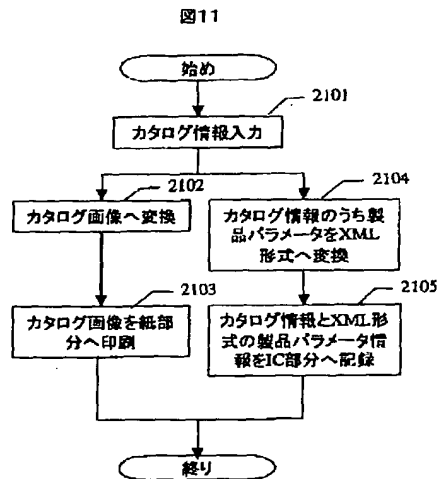 図11
始め
2101
カタログ情報入力
2102
カタログ画像へ変換
2104
カタログ情報のうち製
品パラメータをXML
形式へ変換
2103
カタログ画像を紙部
分へ印刷
2105
カタログ情報とXML形
式の製品パラメータ情
報をIC部分へ記録
終り